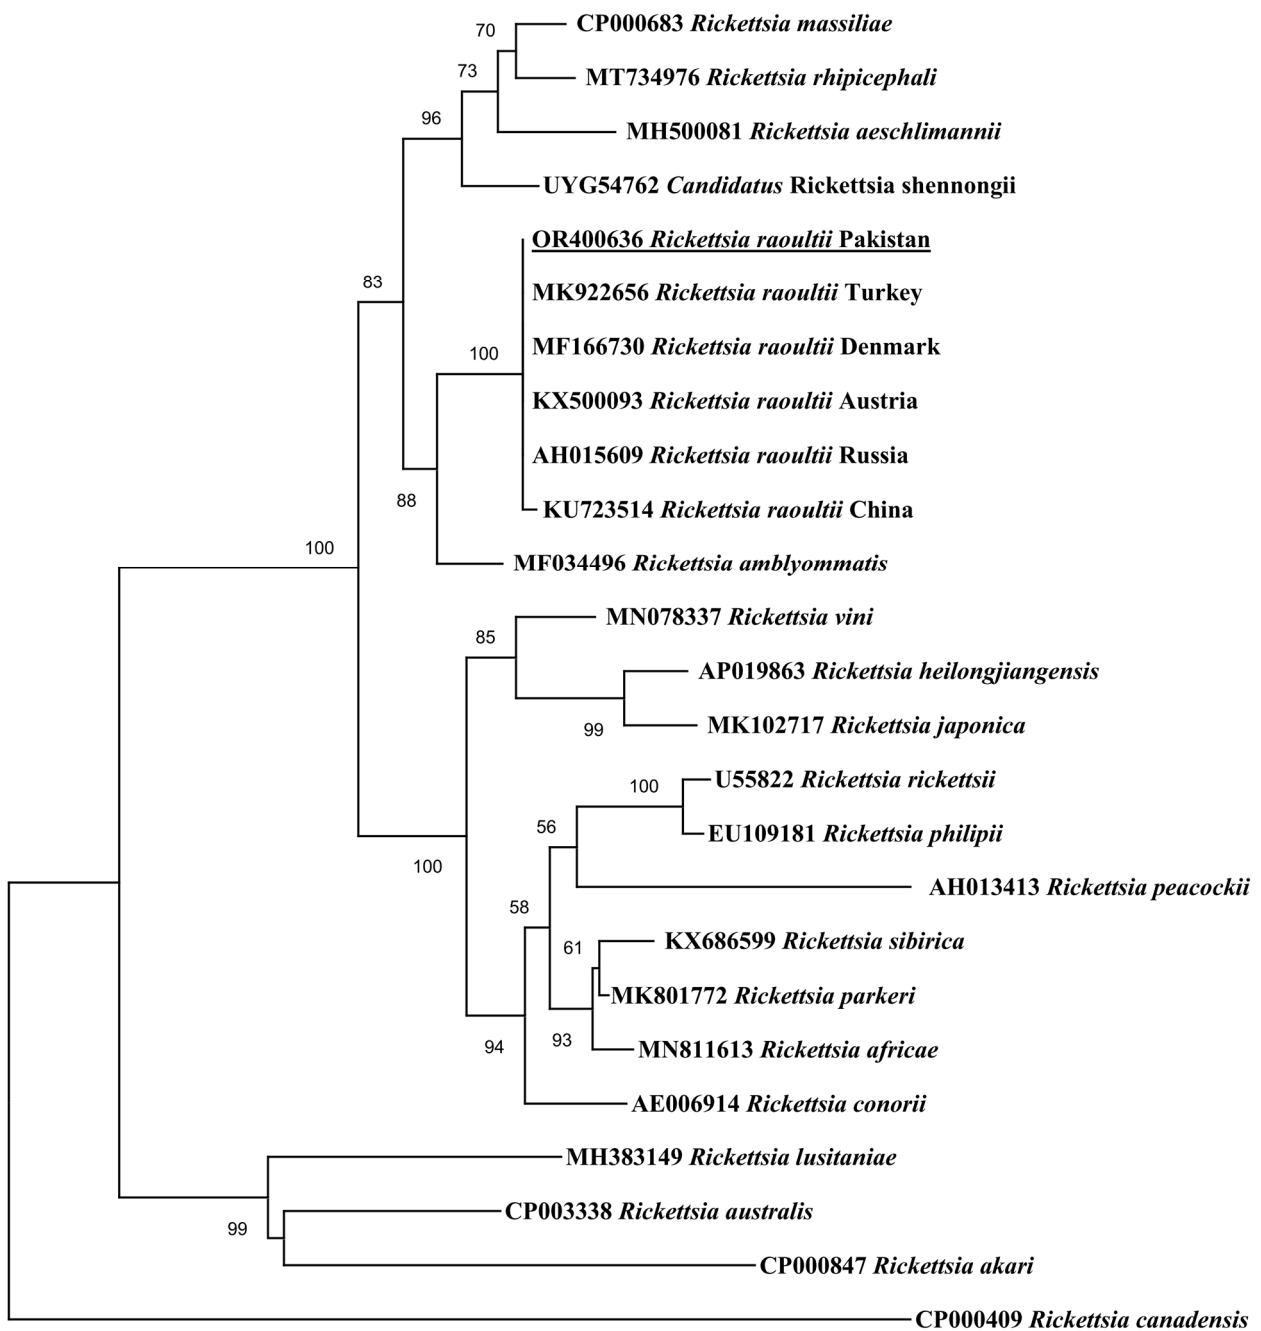 70
CP000683 Rickettsia massiliae
73
MT734976 Rickettsia rhipicephali
96
MH500081 Rickettsia aeschlimannii
UYG54762 Candidatus Rickettsia shennongii
OR400636 Rickettsia raoultii Pakistan
83
MK922656 Rickettsia raoultii Turkey
100
MF166730 Rickettsia raoultii Denmark
KX500093 Rickettsia raoultii Austria
AH015609 Rickettsia raoultii Russia
88
KU723514 Rickettsia raoultii China
100
MF034496 Rickettsia amblyommatis
MN078337 Rickettsia vini
85
AP019863 Rickettsia heilongjiangensis
99
MK102717 Rickettsia japonica
100
U55822 Rickettsia rickettsii
56
EU109181 Rickettsia philipii
100
AH013413 Rickettsia peacockii
58
61
KX686599 Rickettsia sibirica
MK801772 Rickettsia parkeri
94
93
MN811613 Rickettsia africae
AE006914 Rickettsia conorii
MH383149 Rickettsia lusitaniae
99
CP003338 Rickettsia australis
CP000847 Rickettsia akari
CP000409 Rickettsia canadensis